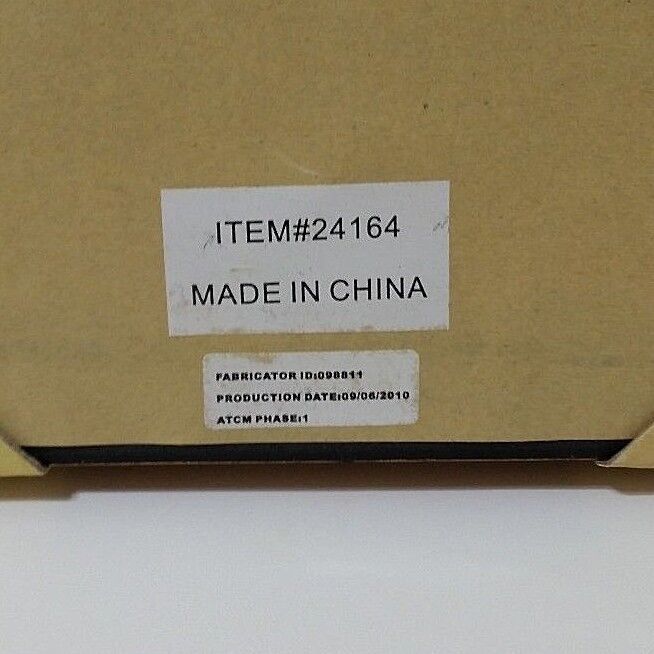 ITEM#24164
MADE IN CHINA
FABRICATOR ID:098811
PRODUCTION DATE:09/06/2010
ATCM PHASE:1